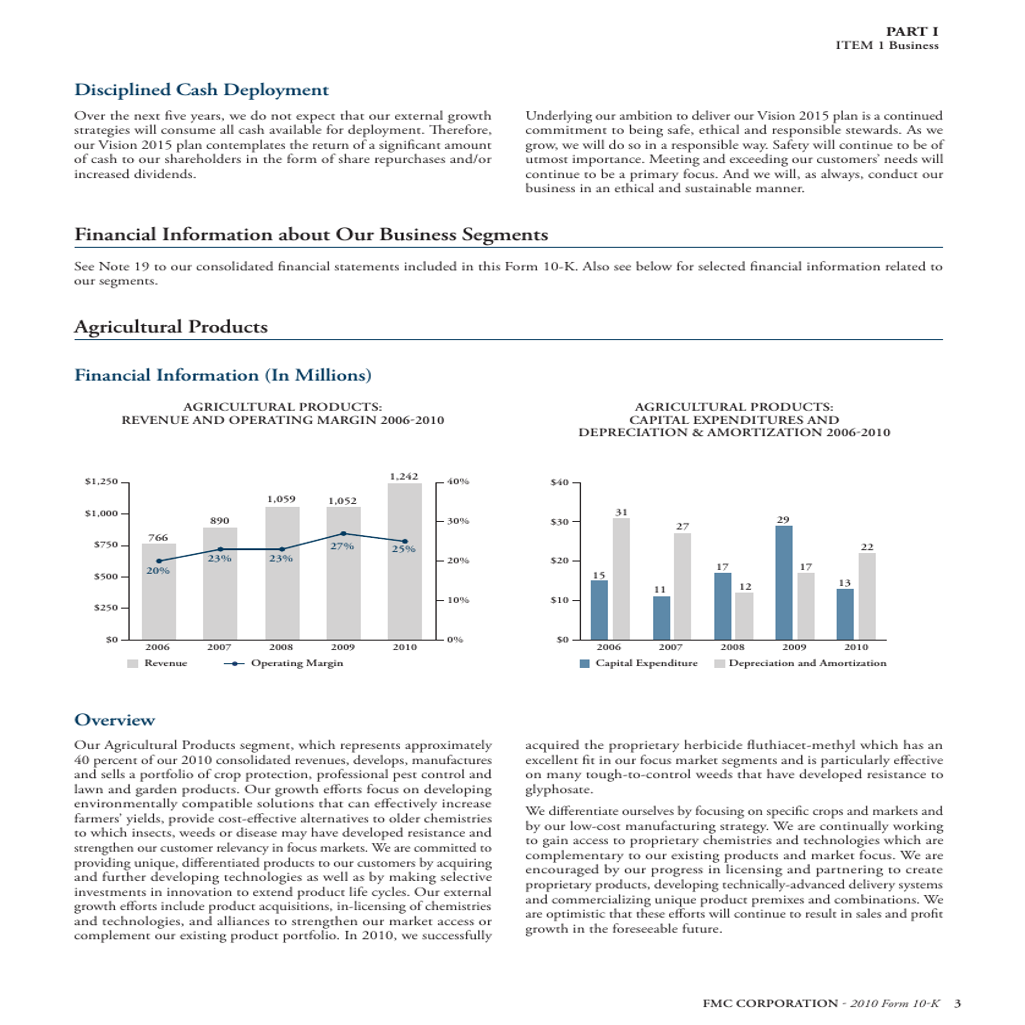 PART I
ITEM 1 Business
Disciplined Cash Deployment
Over the next five years, we do not expect that our external growth
strategies will consume all cash available for deployment. Therefore,
our Vision 2015 plan contemplates the return of a significant amount
of cash to our shareholders in the form of share repurchases and/or
increased dividends.
Underlying our ambition to deliver our Vision 2015 plan is a continued
commitment to being safe, ethical and responsible stewards. As we
grow, we will do so in a responsible way. Safety will continue to be of
utmost importance. Meeting and exceeding our customers' needs will
continue to be a primary focus. And we will, as always, conduct our
business in an ethical and sustainable manner.
Financial Information about Our Business Segments
See Note 19 to our consolidated financial statements included in this Form 10-K. Also see below for selected financial information related to
our segments.
Agricultural Products
Financial Information (In Millions)
AGRICULTURAL PRODUCTS:
REVENUE AND OPERATING MARGIN 2006-2010
$1,250
$1,000
$750
$500
$250
$0
40%
30%
20%
10%
0%
766
890
1,059
1,052
1,242
20%
23%
23%
27%
25%
2006
2007
2008
2009
2010
Revenue
Operating Margin
AGRICULTURAL PRODUCTS:
CAPITAL EXPENDITURES AND
DEPRECIATION & AMORTIZATION 2006-2010
$40
$30
$20
$10
$0
15
31
11
27
17
12
29
17
13
22
2006
2007
2008
2009
2010
Capital Expenditure
Depreciation and Amortization
Overview
Our Agricultural Products segment, which represents approximately
40 percent of our 2010 consolidated revenues, develops, manufactures
and sells a portfolio of crop protection, professional pest control and
lawn and garden products. Our growth efforts focus on developing
environmentally compatible solutions that can effectively increase
farmers' yields, provide cost-effective alternatives to older chemistries
to which insects, weeds or disease may have developed resistance and
strengthen our customer relevancy in focus markets. We are committed to
providing unique, differentiated products to our customers by acquiring
and further developing technologies as well as by making selective
investments in innovation to extend product life cycles. Our external
growth efforts include product acquisitions, in-licensing of chemistries
and technologies, and alliances to strengthen our market access or
complement our existing product portfolio. In 2010, we successfully
acquired the proprietary herbicide fluthiacet-methyl which has an
excellent fit in our focus market segments and is particularly effective
on many tough-to-control weeds that have developed resistance to
glyphosate.
We differentiate ourselves by focusing on specific crops and markets and
by our low-cost manufacturing strategy. We are continually working
to gain access to proprietary chemistries and technologies which are
complementary to our existing products and market focus. We are
encouraged by our progress in licensing and partnering to create
proprietary products, developing technically-advanced delivery systems
and commercializing unique product premixes and combinations. We
are optimistic that these efforts will continue to result in sales and profit
growth in the foreseeable future.
FMC CORPORATION - 2010 Form 10-K 3